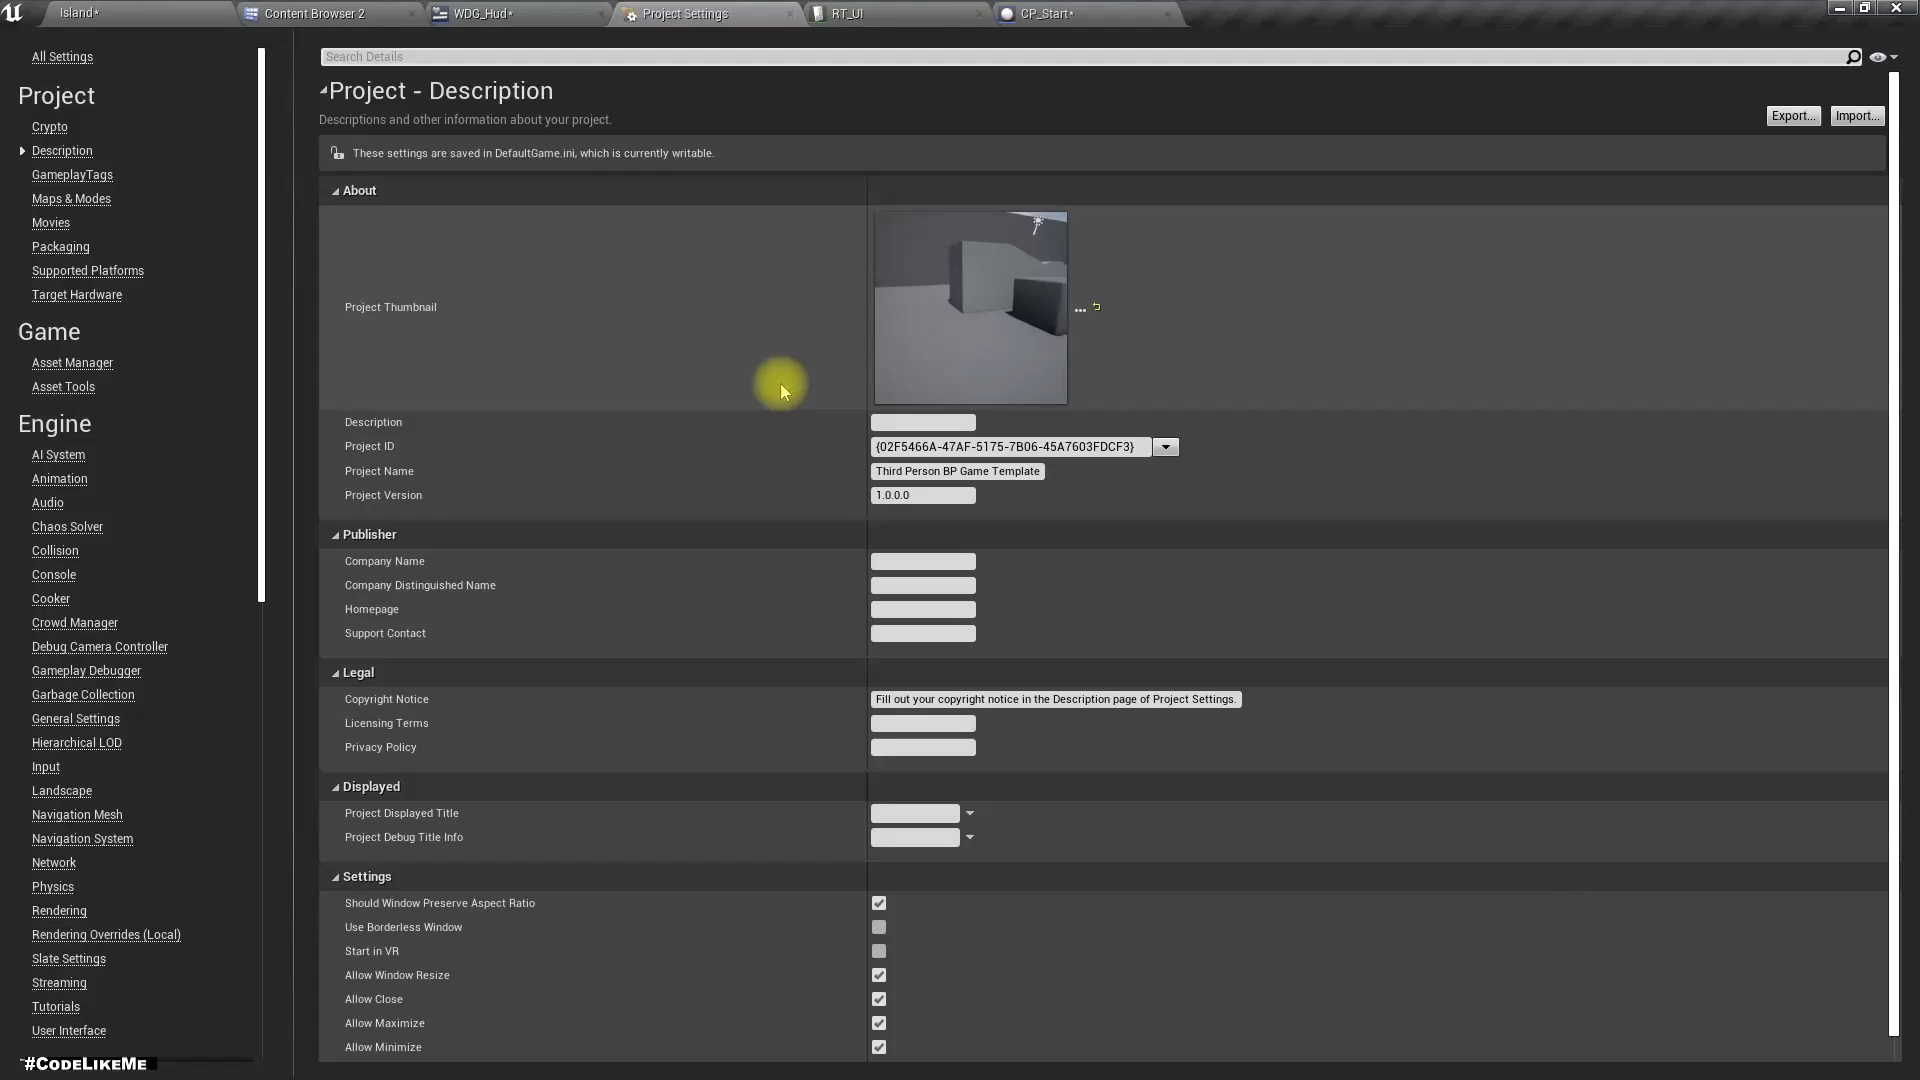 Island*
Content Browser 2
WDG_Hud*
Project Settings
RT_UI
CP_Start*
All Settings
Project
Crypto
Description
GameplayTags
Maps & Modes
Movies
Packaging
Supported Platforms
Target Hardware
Game
Asset Manager
Asset Tools
Engine
AI System
Animation
Audio
Chaos Solver
Collision
Console
Cooker
Crowd Manager
Debug Camera Controller
Gameplay Debugger
Garbage Collection
General Settings
Hierarchical LOD
Input
Landscape
Navigation Mesh
Navigation System
Network
Physics
Rendering
Rendering Overrides (Local)
Slate Settings
Streaming
Tutorials
User Interface
#CodeLikeMe
Search Details
Project - Description
Descriptions and other information about your project.
Export...
Import...
These settings are saved in DefaultGame.ini, which is currently writable.
About
Project Thumbnail
Description
Project ID {02F5466A-47AF-5175-7B06-45A7603FDCF3}
Project Name Third Person BP Game Template
Project Version 1.0.0.0
Publisher
Company Name
Company Distinguished Name
Homepage
Support Contact
Legal
Copyright Notice Fill out your copyright notice in the Description page of Project Settings.
Licensing Terms
Privacy Policy
Displayed
Project Displayed Title
Project Debug Title Info
Settings
Should Window Preserve Aspect Ratio
Use Borderless Window
Start in VR
Allow Window Resize
Allow Close
Allow Maximize
Allow Minimize